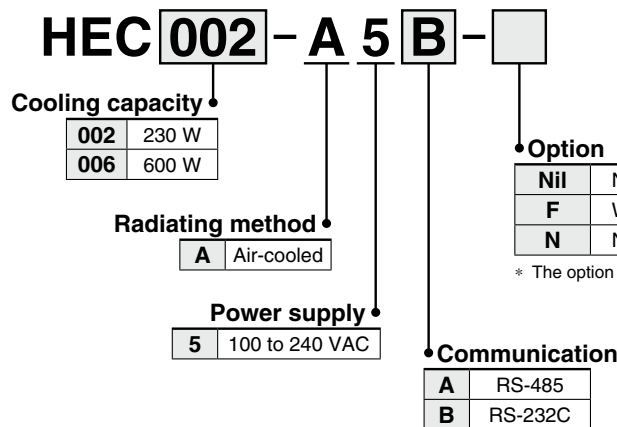 HEC 002 - A 5 B -
Cooling capacity
002 230 W
006 600 W
Option
Nil
F
N
* The option
Radiating method
A Air-cooled
Power supply
5 100 to 240 VAC
Communication
A RS-485
B RS-232C